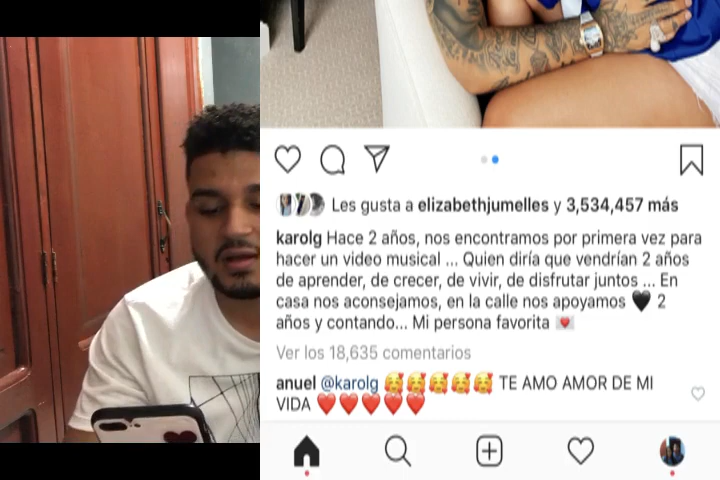 Les gusta a elizabethjumelles y 3,534,457 más
karolg Hace 2 años, nos encontramos por primera vez para
hacer un video musical ... Quien diría que vendrían 2 años
de aprender, de crecer, de vivir, de disfrutar juntos ... En
casa nos aconsejamos, en la calle nos apoyamos 🖤 2
años y contando... Mi persona favorita 💌
Ver los 18,635 comentarios
anuel @karolg 🥰🥰🥰🥰🥰 TE AMO AMOR DE MI
VIDA ❤️❤️❤️❤️❤️